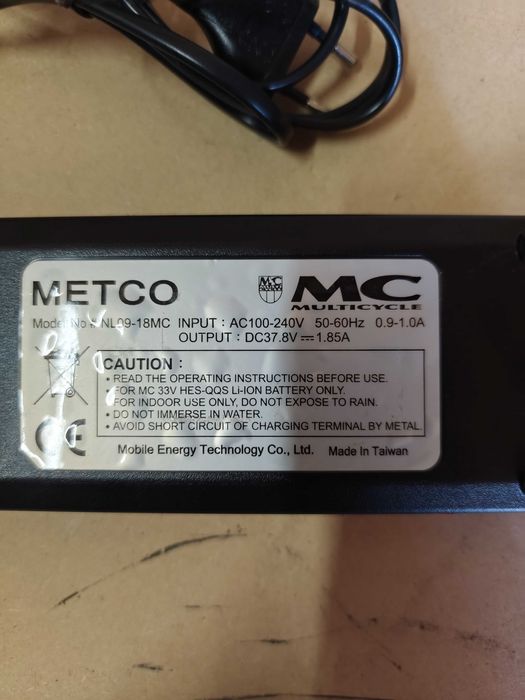 METCO
MC
MULTICYCLE
Model No : NL09-18MC INPUT : AC100-240V 50-60Hz 0.9-1.0A
OUTPUT : DC37.8V⎓1.85A
CAUTION :
• READ THE OPERATING INSTRUCTIONS BEFORE USE.
• FOR MC 33V HES-QQS Li-ION BATTERY ONLY.
• FOR INDOOR USE ONLY, DO NOT EXPOSE TO RAIN.
• DO NOT IMMERSE IN WATER.
• AVOID SHORT CIRCUIT OF CHARGING TERMINAL BY METAL.
CE
Mobile Energy Technology Co., Ltd. Made In Taiwan